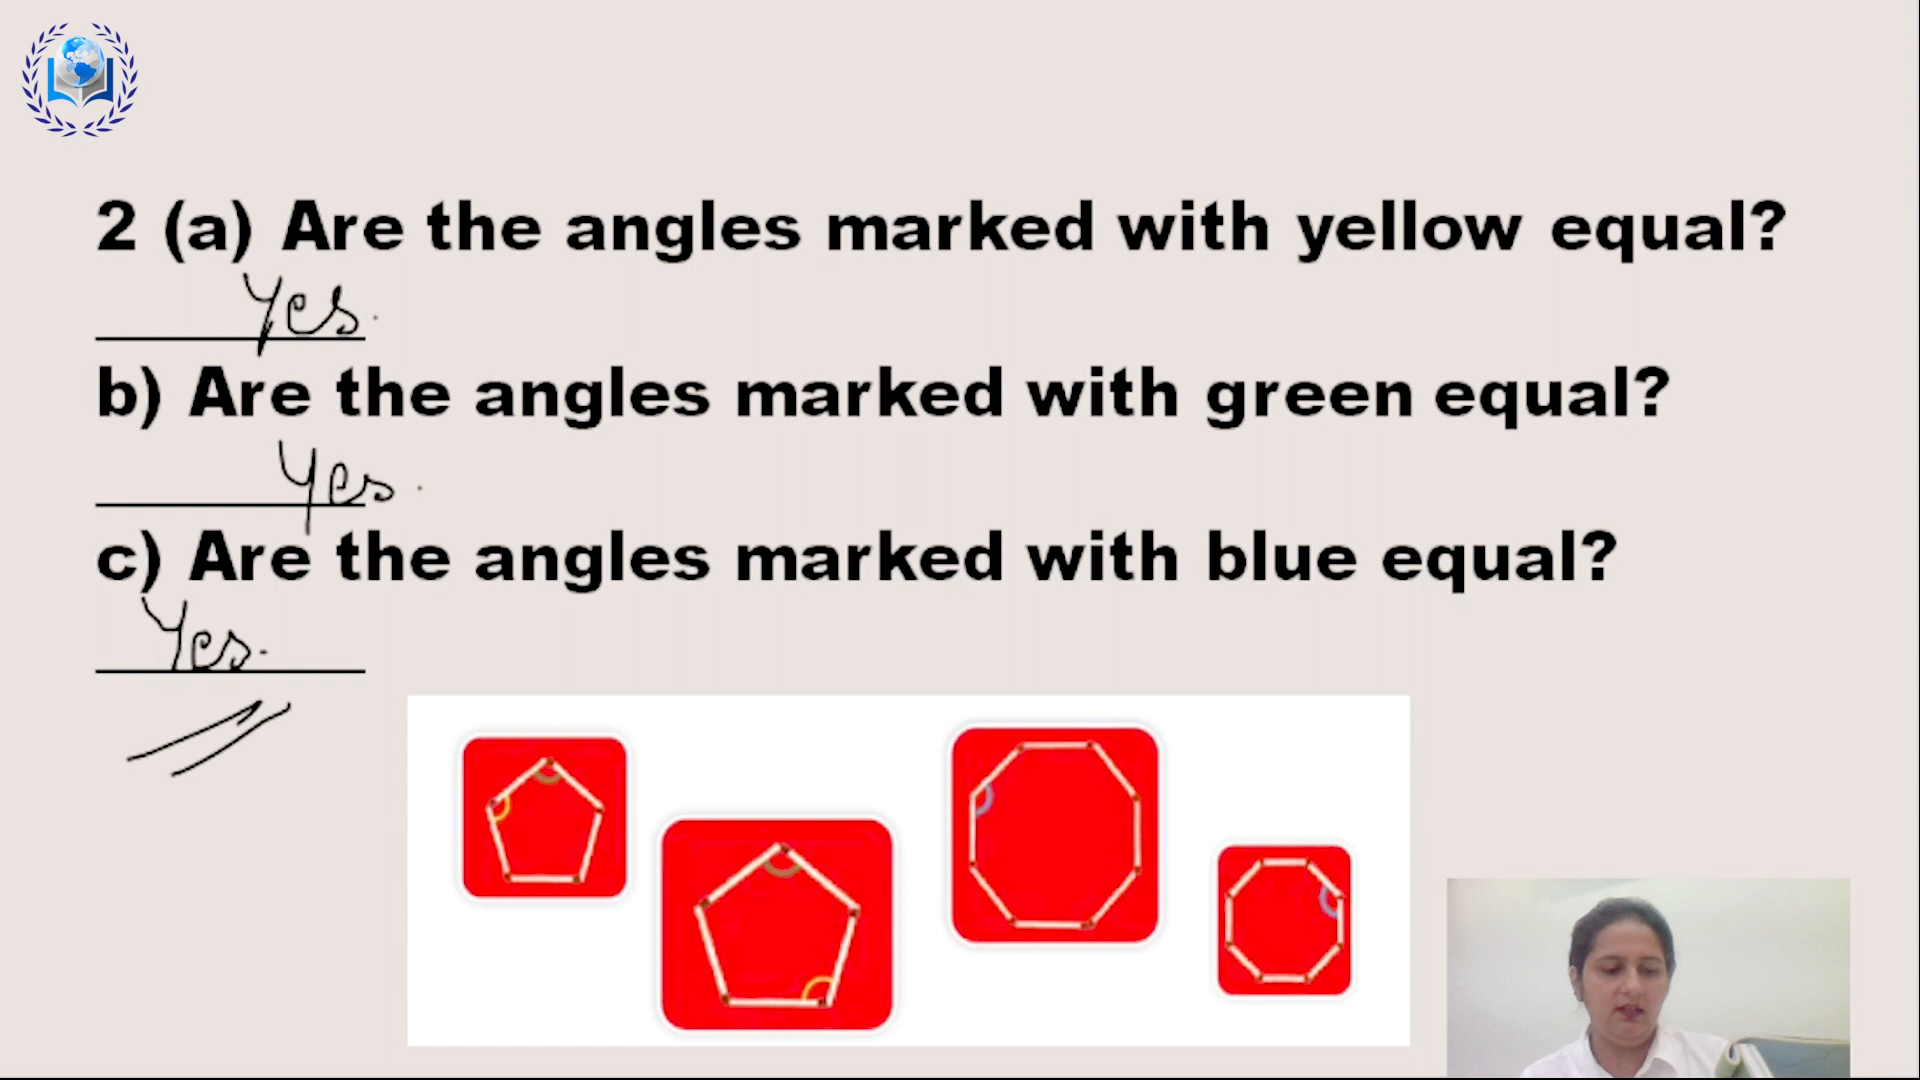 2 (a) Are the angles marked with yellow equal?
Yes.
b) Are the angles marked with green equal?
Yes.
c) Are the angles marked with blue equal?
Yes.